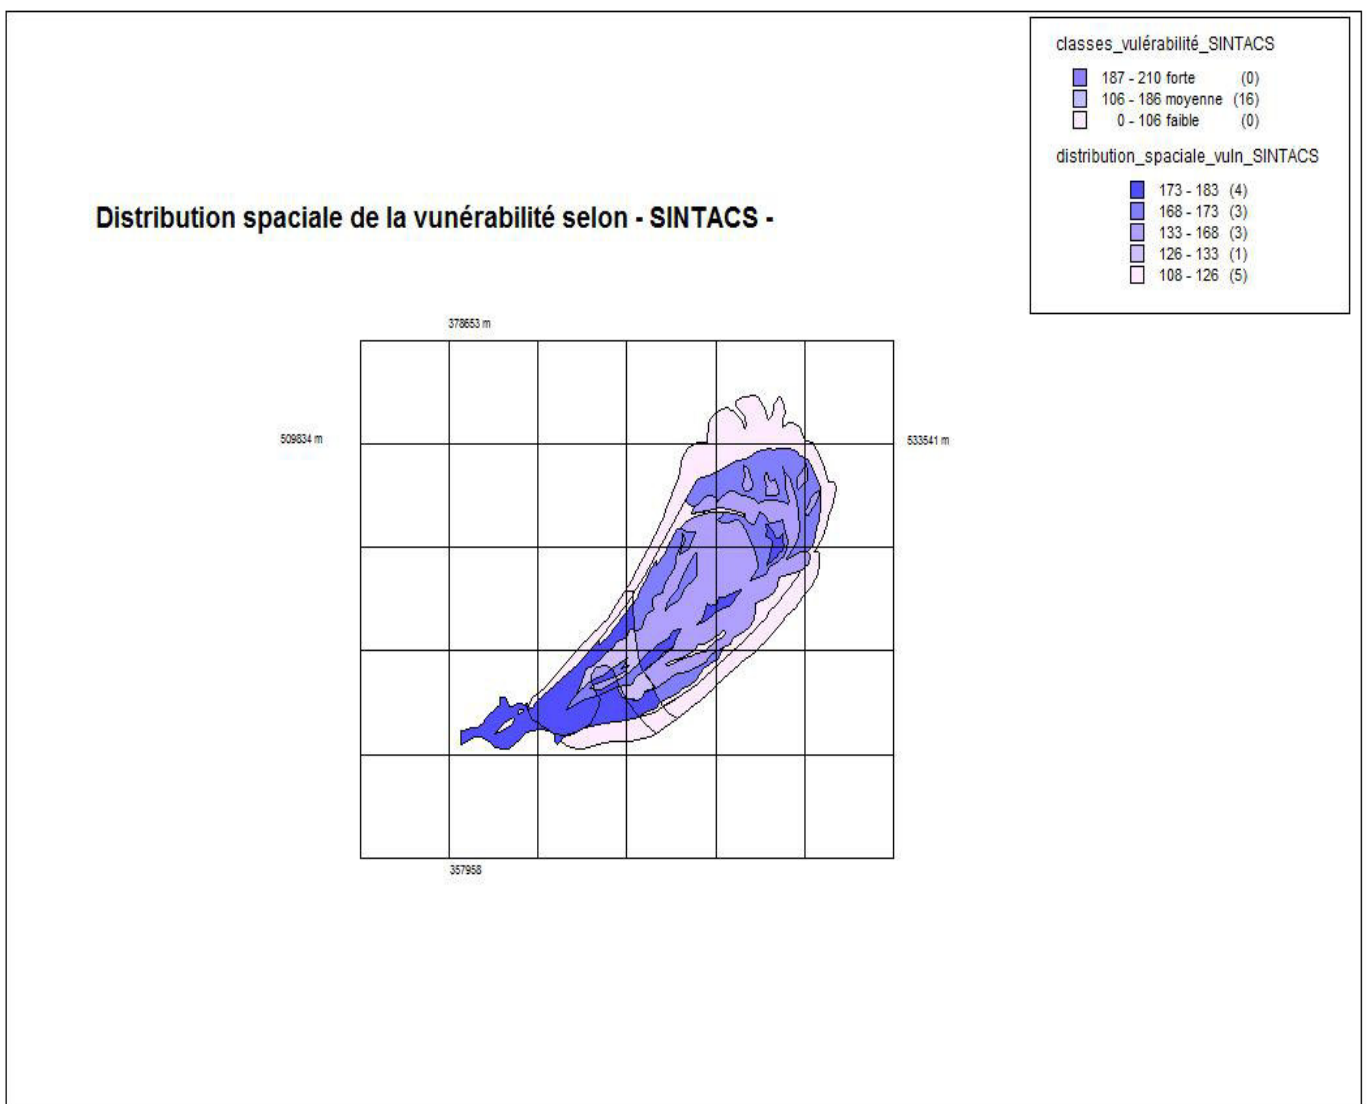 classes_vulérabilité_SINTACS
187 - 210 forte (0)
106 - 186 moyenne (16)
0 - 106 faible (0)
distribution_spaciale_vuln_SINTACS
173 - 183 (4)
168 - 173 (3)
133 - 168 (3)
126 - 133 (1)
108 - 126 (5)
Distribution spaciale de la vunérabilité selon - SINTACS -
378653 m
509834 m
533541 m
357958